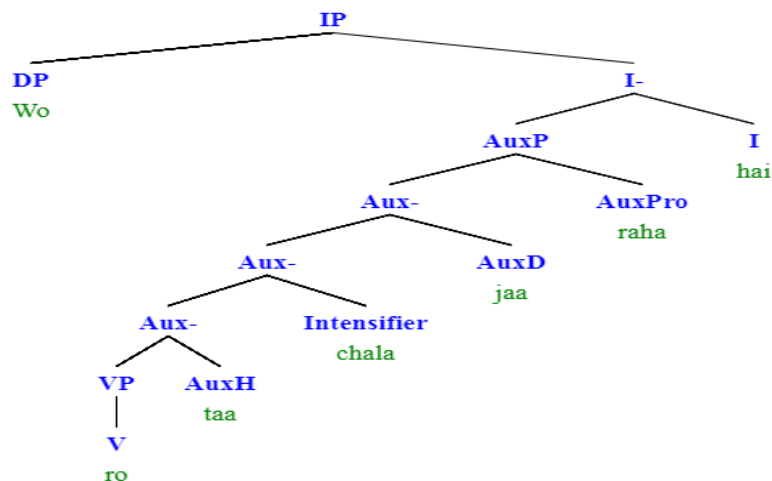 IP
DP I-
Wo
AuxP I
hai
Aux- AuxPro
raha
Aux- AuxD
jaa
Aux- Intensifier
chala
VP AuxH
taa
V
ro